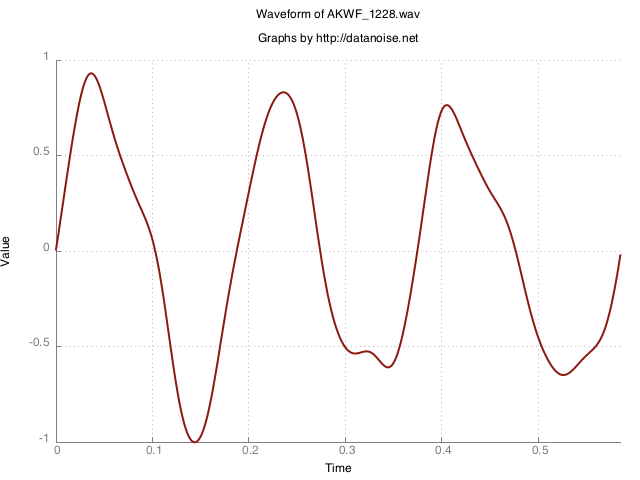 Waveform of AKWF_1228.wav
Graphs by http://datanoise.net
1
0.5
0
-0.5
-1
Value
0 0.1 0.2 0.3 0.4 0.5
Time